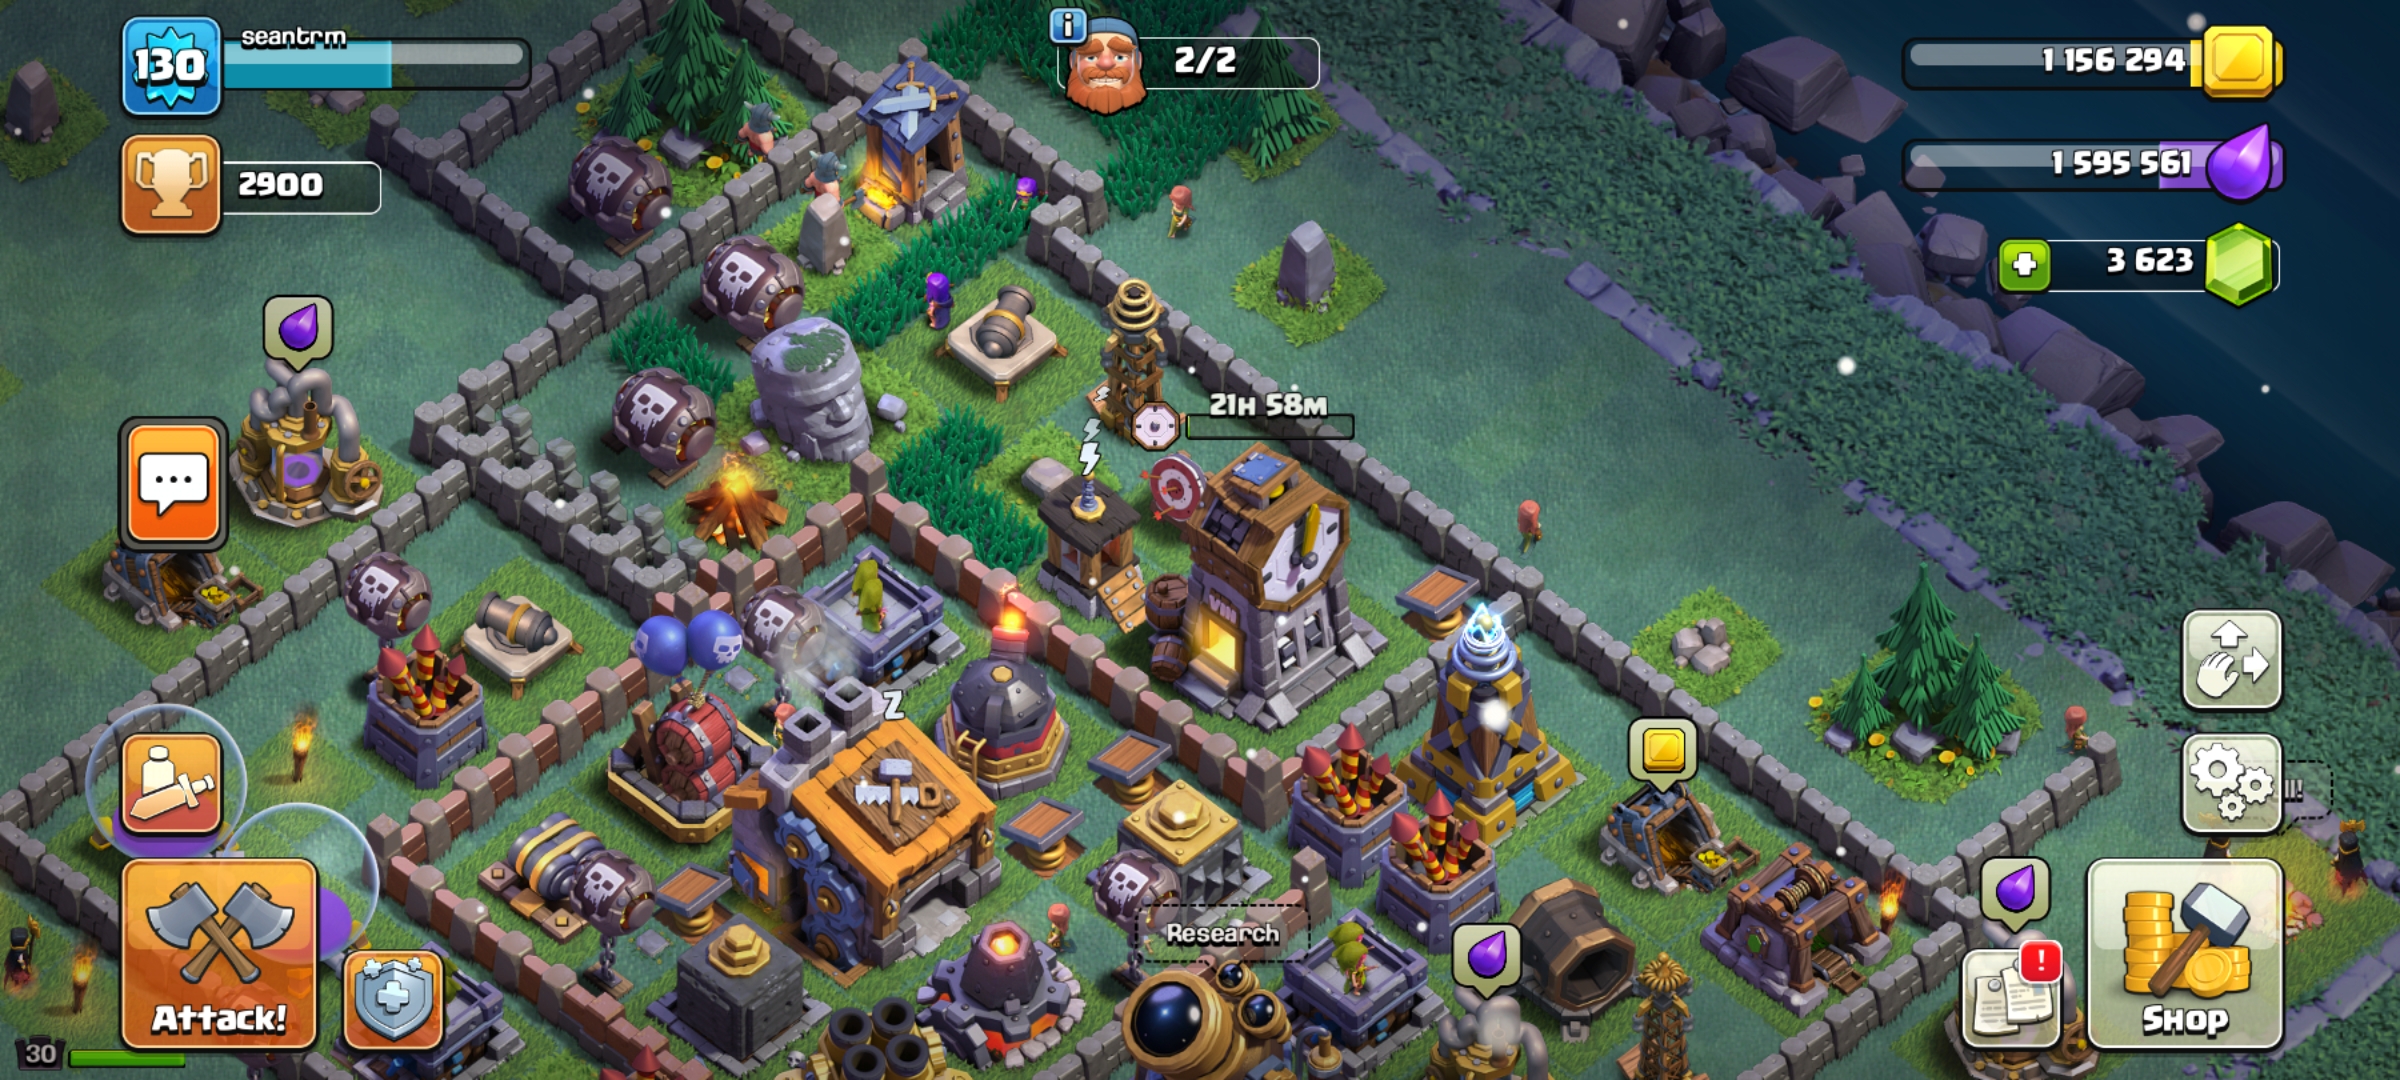 130
seantrm
2/2
1 156 294
2900
1 595 561
3 623
21H 58M
VIII
Z
!!!
Research
!
Attack!
Shop
30